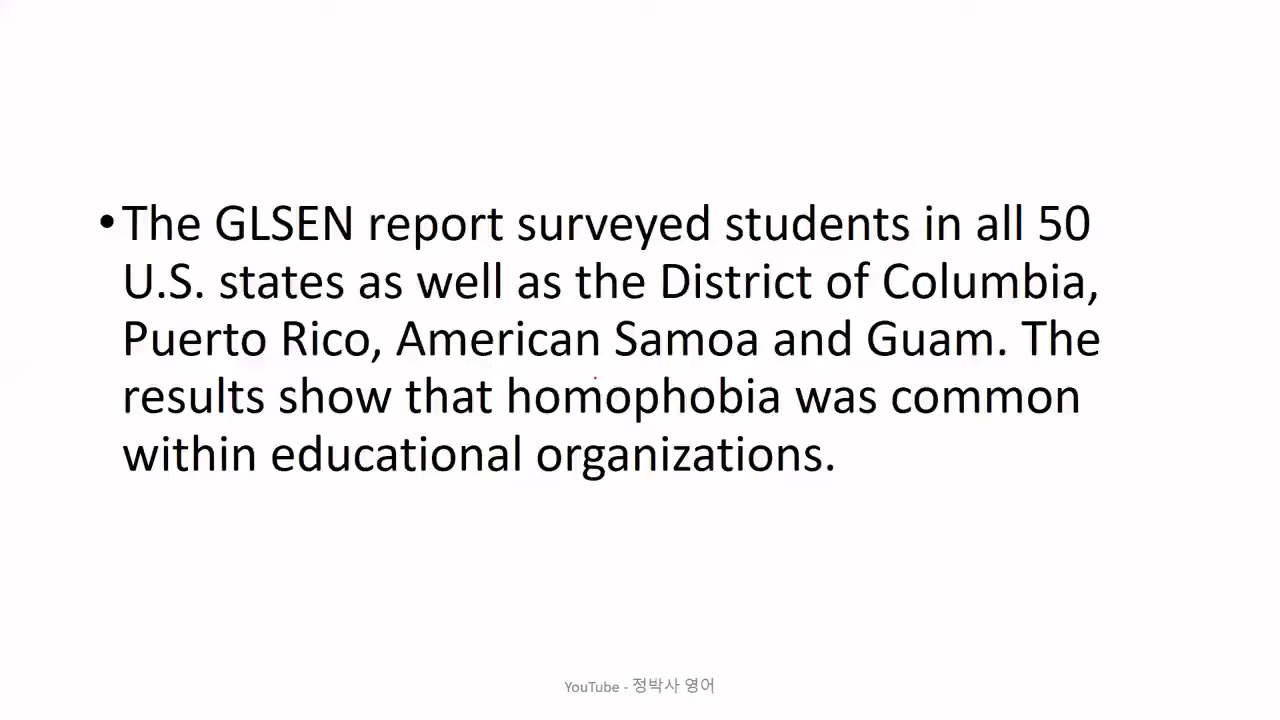 •The GLSEN report surveyed students in all 50
U.S. states as well as the District of Columbia,
Puerto Rico, American Samoa and Guam. The
results show that homophobia was common
within educational organizations.
YouTube - 정박사 영어